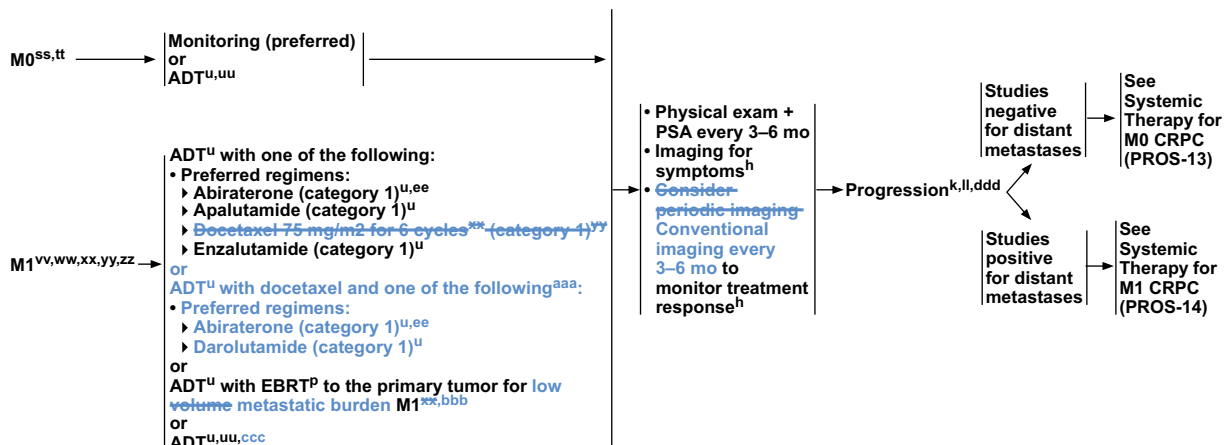 M0ss,tt
Monitoring (preferred)
or
ADTu,uu
M1vv,ww,xx,yy,zz
ADTu with one of the following:
• Preferred regimens:
▸ Abiraterone (category 1)u,ee
▸ Apalutamide (category 1)u
▸ Docetaxel 75 mg/m2 for 6 cyclesxx (category 1)yy
▸ Enzalutamide (category 1)u
or
ADTu with docetaxel and one of the followingaaa:
• Preferred regimens:
▸ Abiraterone (category 1)u,ee
▸ Darolutamide (category 1)u
or
ADTu with EBRTp to the primary tumor for low
volume metastatic burden M1xx,bbb
or
ADTu,uu,ccc
• Physical exam +
PSA every 3–6 mo
• Imaging for
symptomsh
• Consider
periodic imaging
Conventional
imaging every
3–6 mo to
monitor treatment
responseh
Progressionk,ll,ddd
Studies
negative
for distant
metastases
See
Systemic
Therapy for
M0 CRPC
(PROS-13)
Studies
positive
for distant
metastases
See
Systemic
Therapy for
M1 CRPC
(PROS-14)